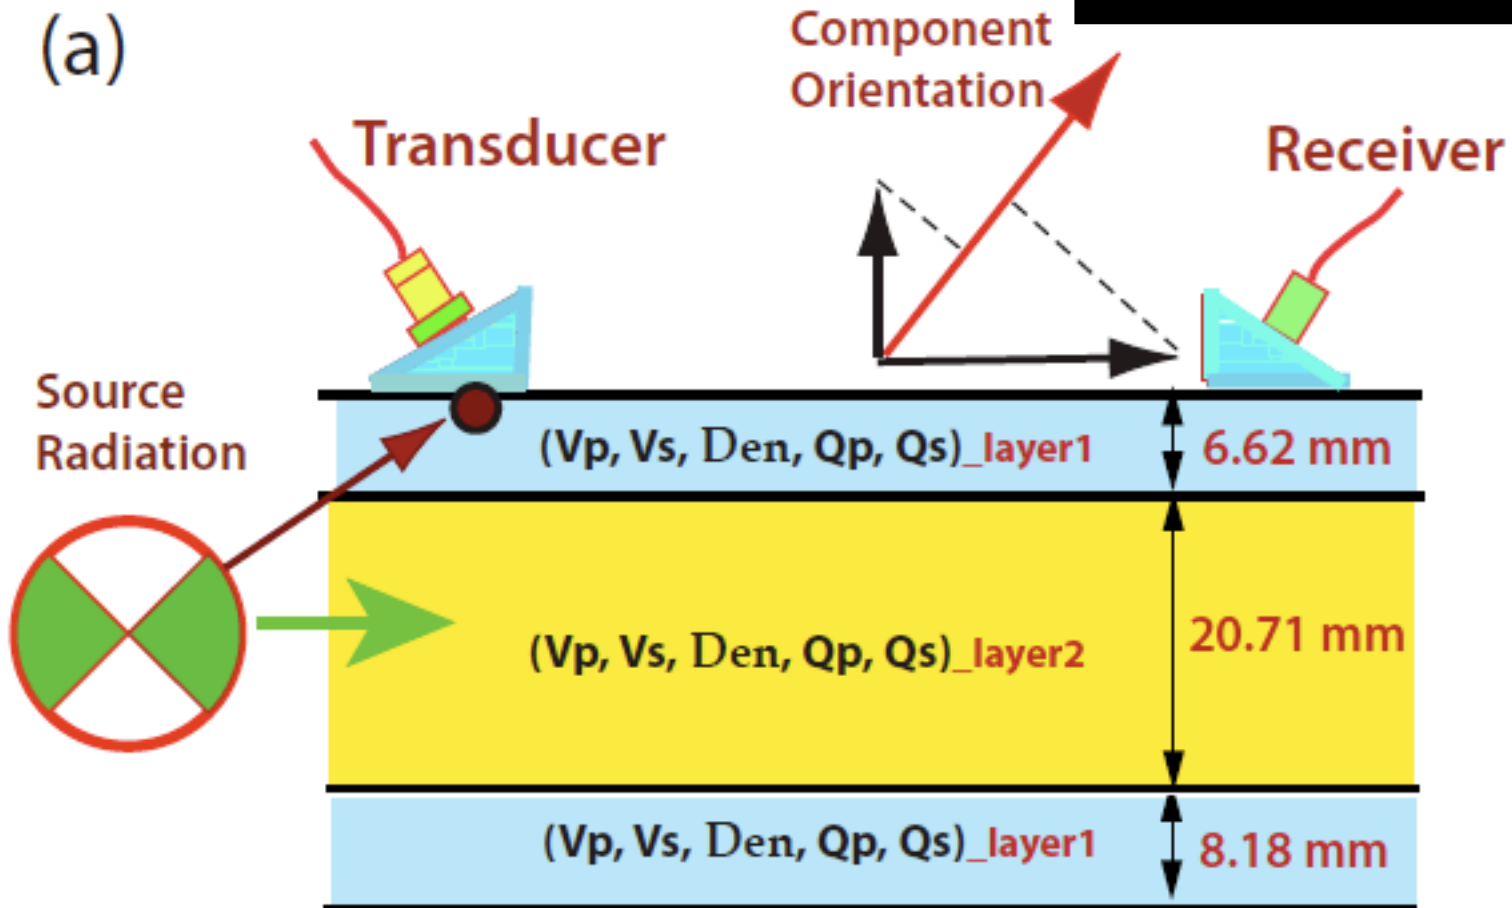 (a)
Component
Orientation
Transducer
Receiver
Source
Radiation
(Vp, Vs, Den, Qp, Qs)_layer1
6.62 mm
(Vp, Vs, Den, Qp, Qs)_layer2
20.71 mm
(Vp, Vs, Den, Qp, Qs)_layer1
8.18 mm